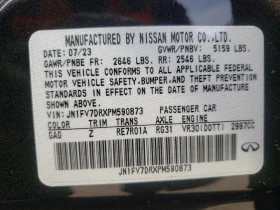 MANUFACTURED BY NISSAN MOTOR CO.,LTD.
DATE: 07/23 GVWR/PNBV: 5159 LBS.
GAWR/PNBE FR: 2646 LBS. RR: 2546 LBS.
THIS VEHICLE CONFORMS TO ALL APPLICABLE
FEDERAL MOTOR VEHICLE SAFETY,BUMPER,AND THEFT
PREVENTION STANDARDS IN EFFECT ON THE DATE OF
MANUFACTURE SHOWN ABOVE.
VIN:JN1FV7DRXPM590873 PASSENGER CAR
COLOR TRIM TRANS AXLE ENGINE
GAG Z RE7R01A RG31 VR30(DDTT) 2997CC
JN1FV7DRXPM590873
INFINITI